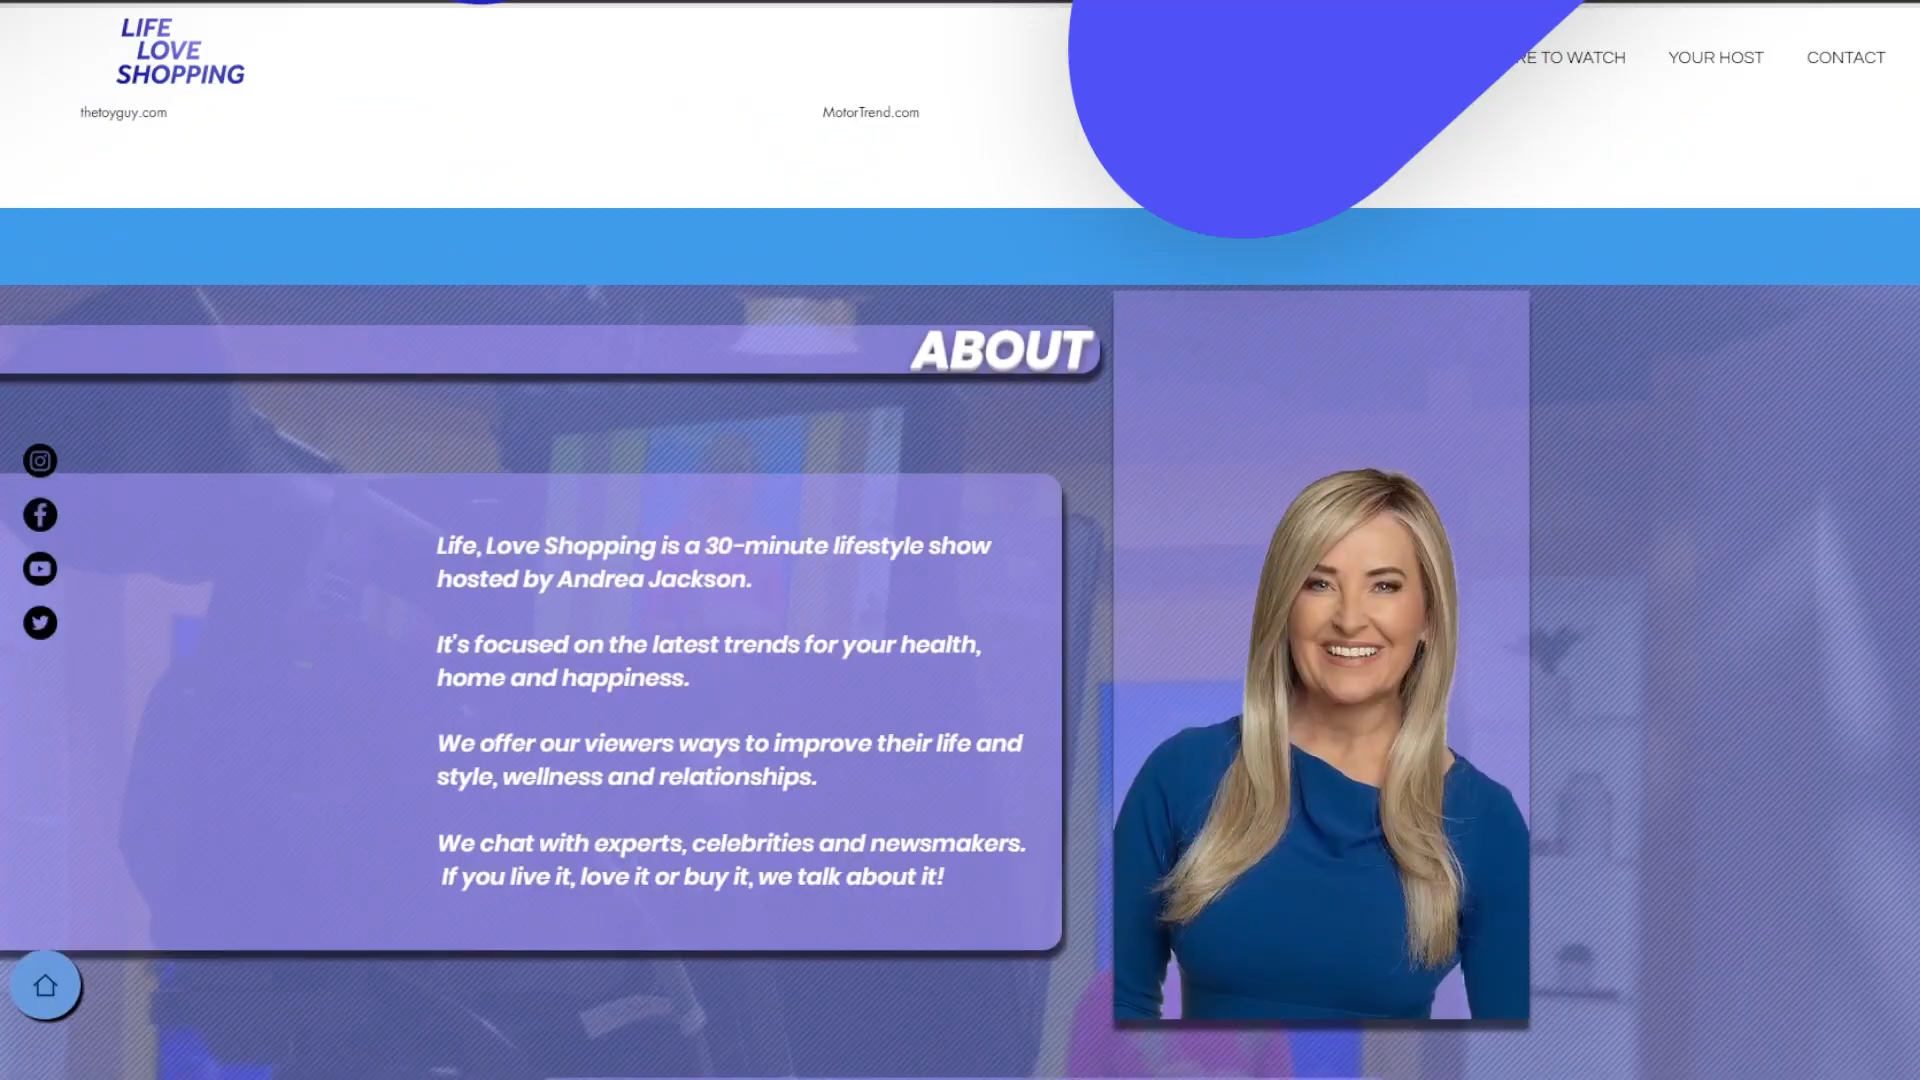 LIFE
LOVE
SHOPPING
RE TO WATCH
YOUR HOST
CONTACT
thetoyguy.com
MotorTrend.com
ABOUT
Life, Love Shopping is a 30-minute lifestyle show
hosted by Andrea Jackson.
It's focused on the latest trends for your health,
home and happiness.
We offer our viewers ways to improve their life and
style, wellness and relationships.
We chat with experts, celebrities and newsmakers.
If you live it, love it or buy it, we talk about it!